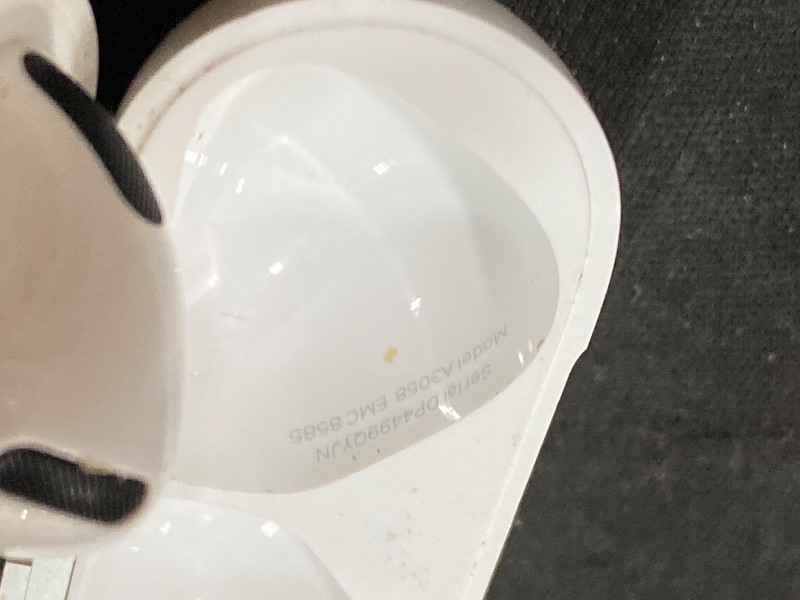 Model A3058 EMC 8585
Serial DP4499QYJN